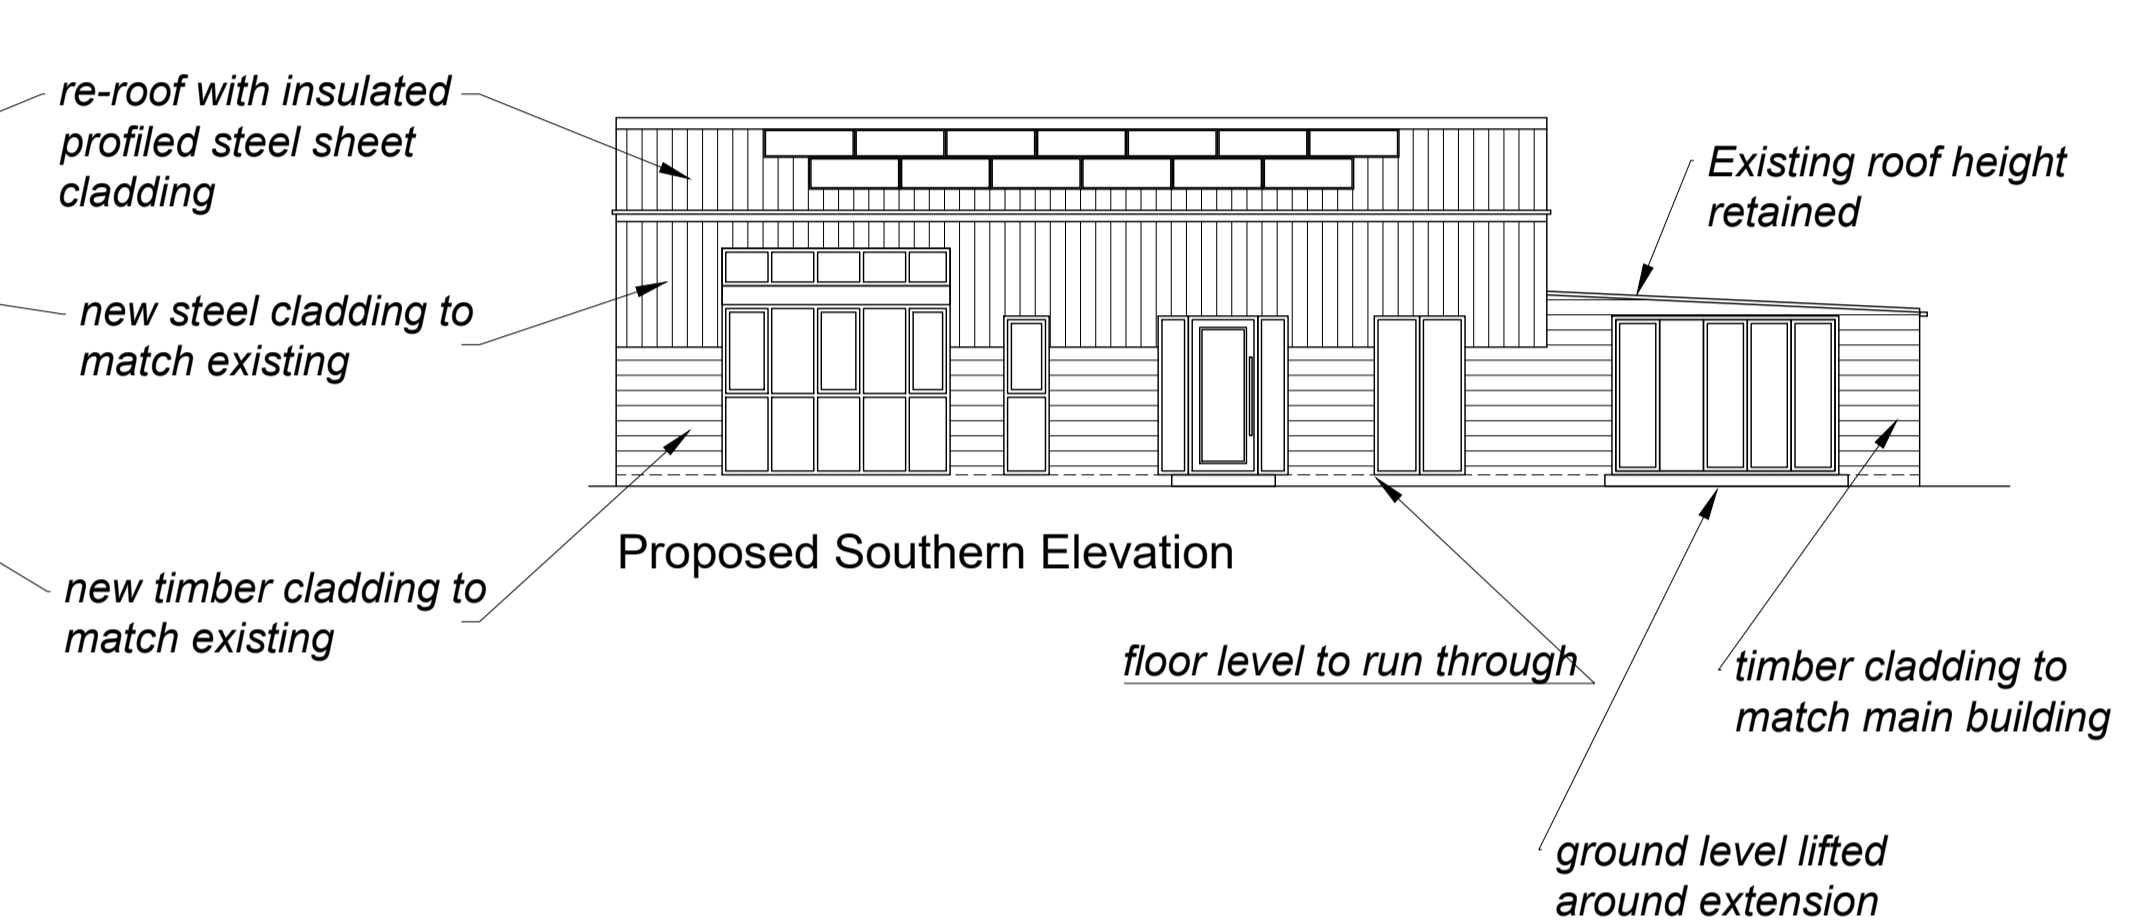 re-roof with insulated
profiled steel sheet
cladding
Existing roof height
retained
new steel cladding to
match existing
Proposed Southern Elevation
new timber cladding to
match existing
floor level to run through
timber cladding to
match main building
ground level lifted
around extension